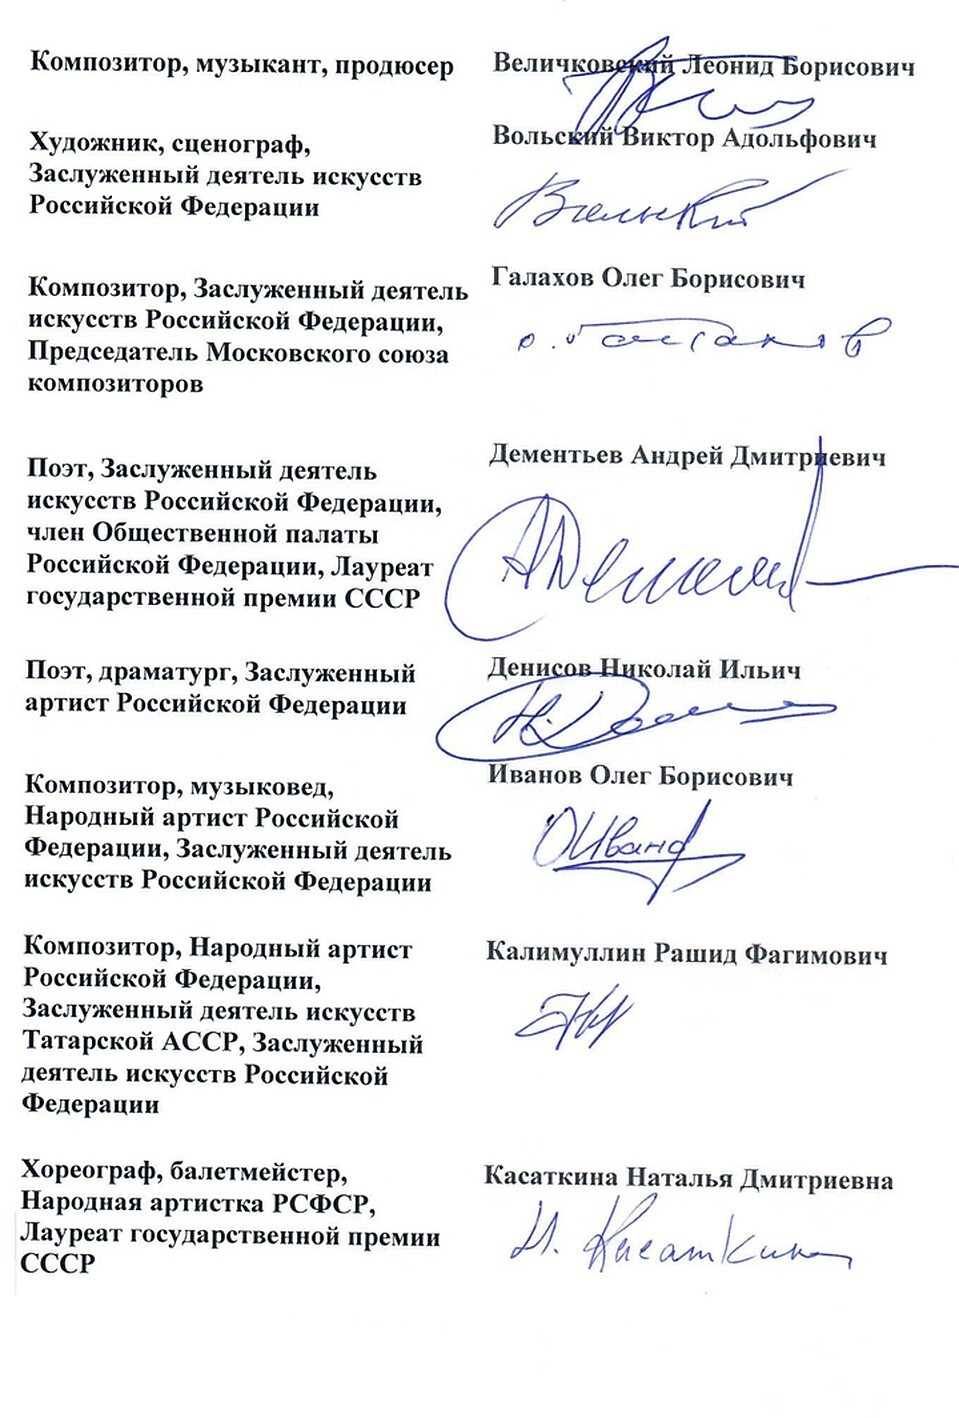 Композитор, музыкант, продюсер
Величковский Леонид Борисович
Художник, сценограф,
Заслуженный деятель искусств
Российской Федерации
Вольский Виктор Адольфович
Композитор, Заслуженный деятель
искусств Российской Федерации,
Председатель Московского союза
композиторов
Галахов Олег Борисович
Поэт, Заслуженный деятель
искусств Российской Федерации,
член Общественной палаты
Российской Федерации, Лауреат
государственной премии СССР
Дементьев Андрей Дмитриевич
Поэт, драматург, Заслуженный
артист Российской Федерации
Денисов Николай Ильич
Композитор, музыковед,
Народный артист Российской
Федерации, Заслуженный деятель
искусств Российской Федерации
Иванов Олег Борисович
Композитор, Народный артист
Российской Федерации,
Заслуженный деятель искусств
Татарской АССР, Заслуженный
деятель искусств Российской
Федерации
Калимуллин Рашид Фагимович
Хореограф, балетмейстер,
Народная артистка РСФСР,
Лауреат государственной премии
СССР
Касаткина Наталья Дмитриевна
Н. Касаткина